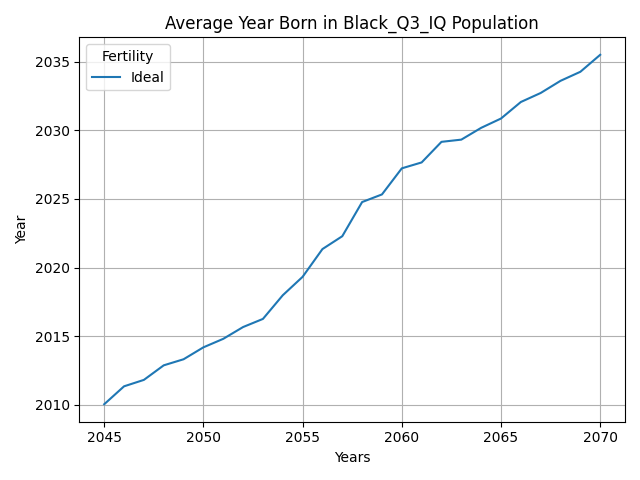 Average Year Born in Black_Q3_IQ Population
Fertility
Ideal
Year
2035
2030
2025
2020
2015
2010
2045 2050 2055 2060 2065 2070
Years